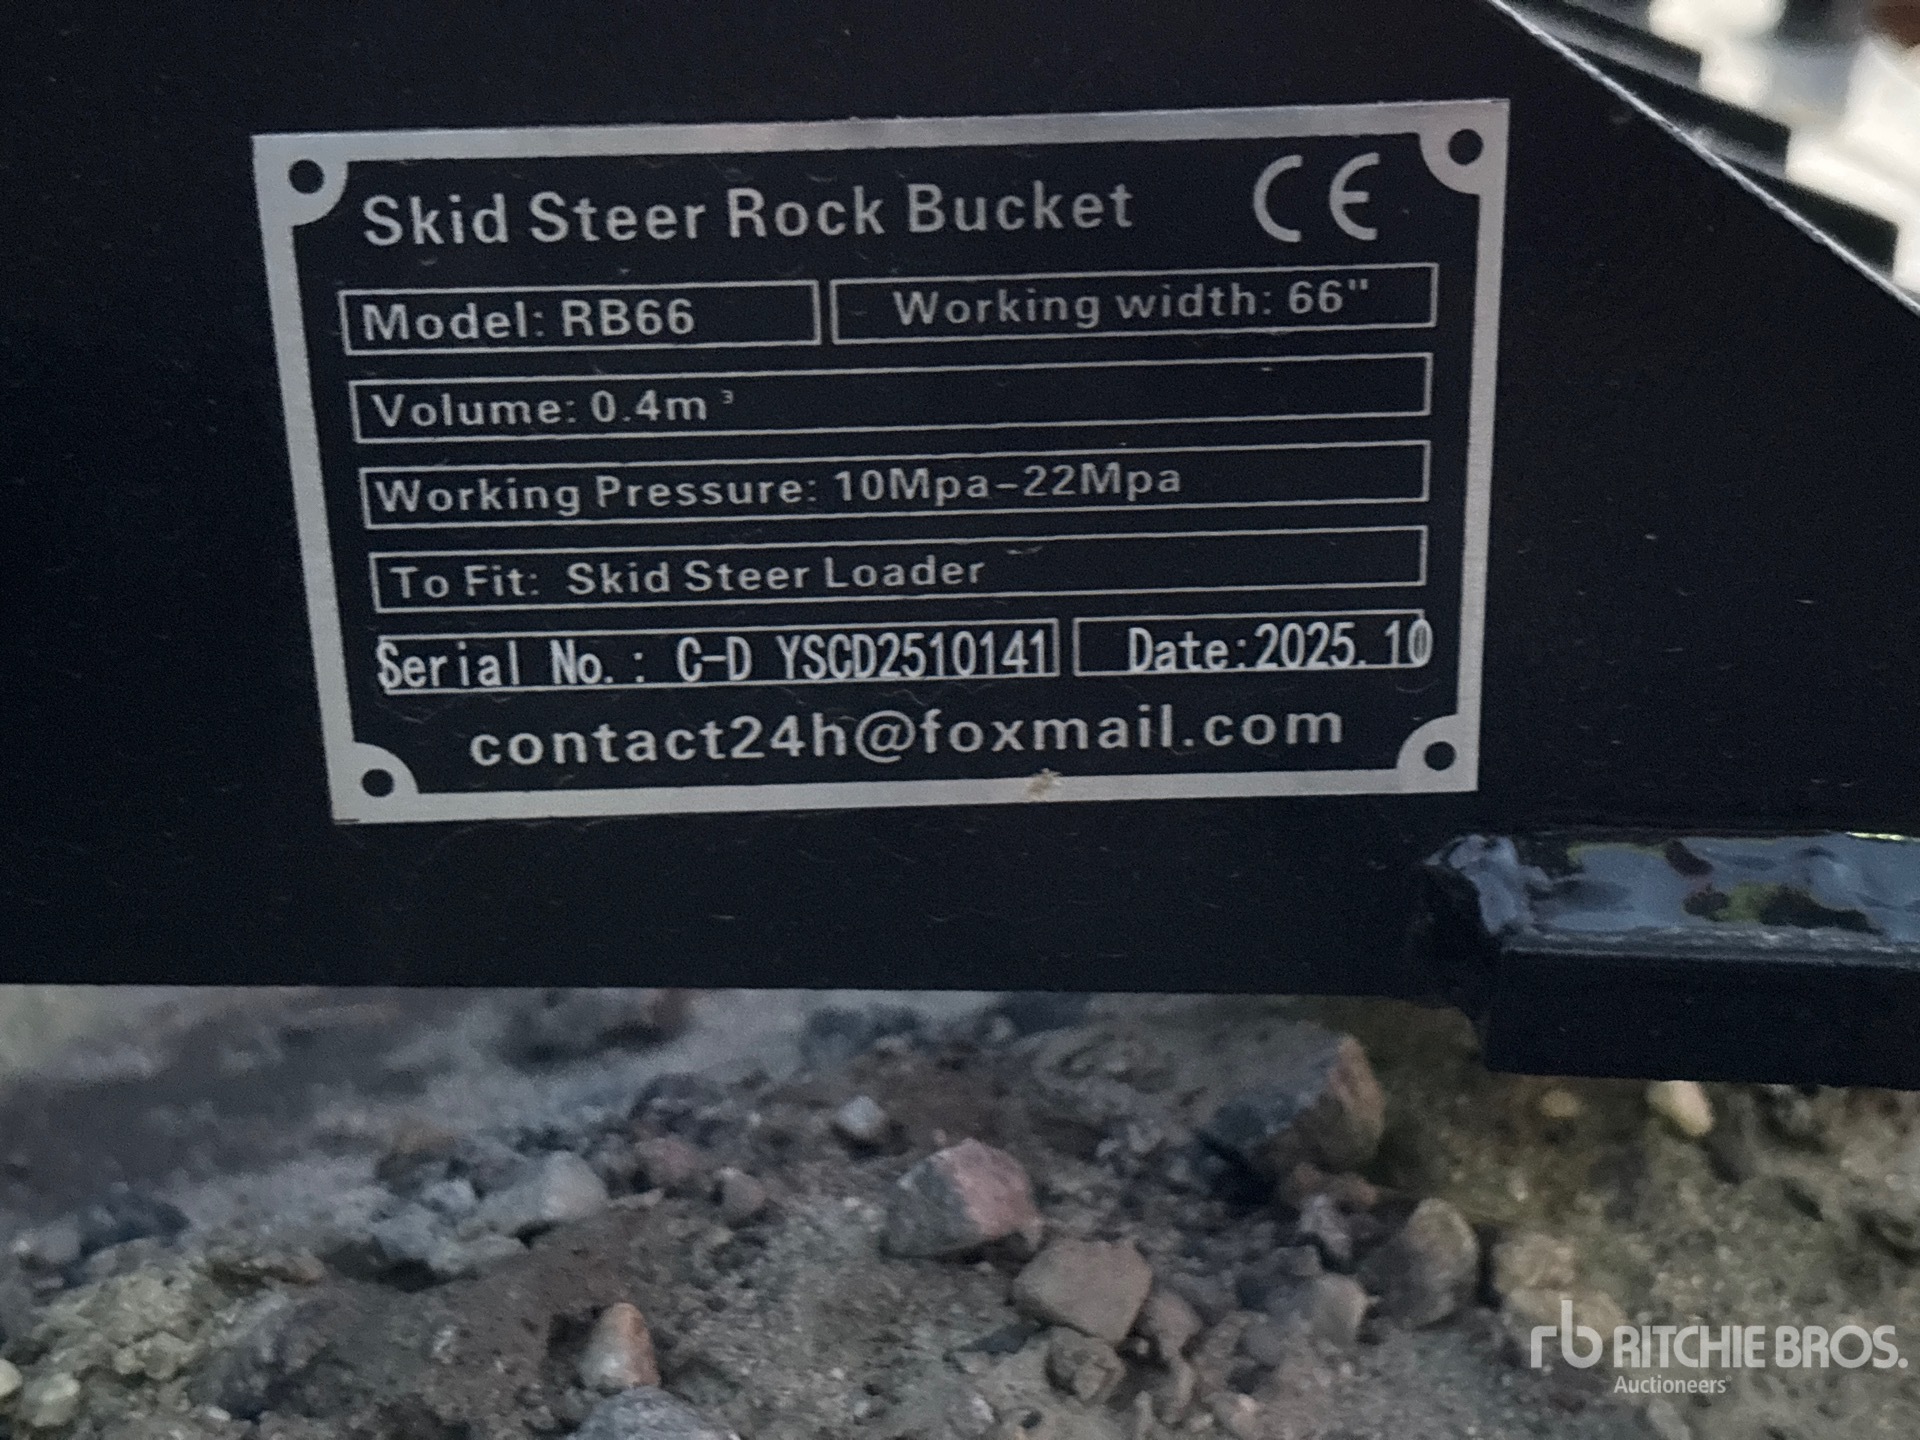 Skid Steer Rock Bucket CE
Model: RB66 Working width: 66"
Volume: 0.4m³
Working Pressure: 10Mpa-22Mpa
To Fit: Skid Steer Loader
Serial No.: C-D YSCD2510141 Date:2025.10
contact24h@foxmail.com
rb RITCHIE BROS.
Auctioneers